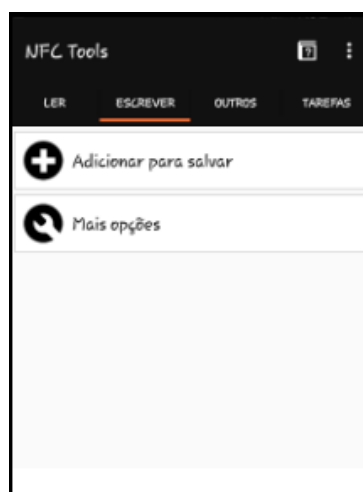 NFC Tools
LER ESCREVER OUTROS TAREFAS
Adicionar para salvar
Mais opções